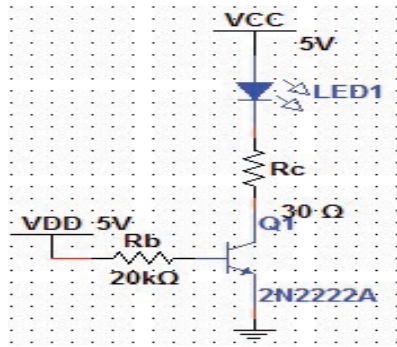 VCC
5V
LED1
Rc
30 Ω
Q1
VDD 5V
Rb
20kΩ
2N2222A